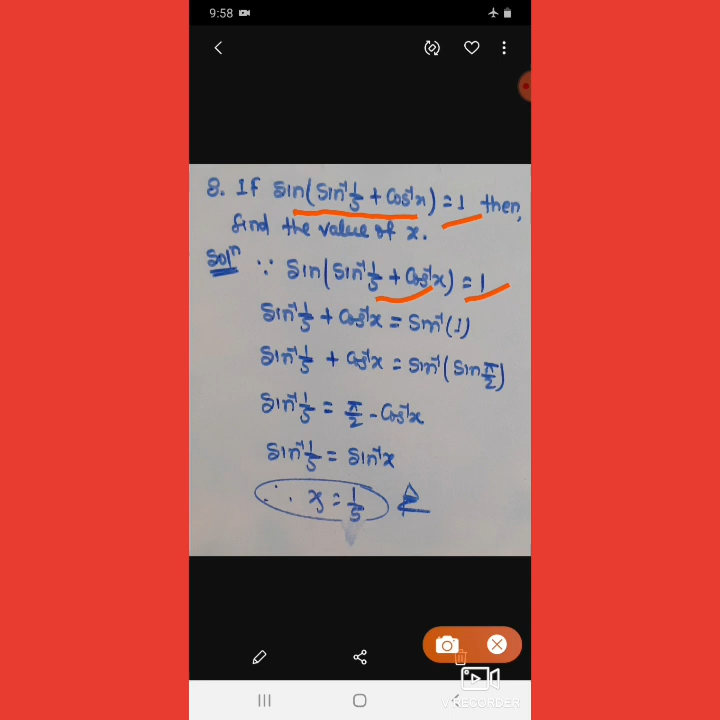 9:58
8. If Sin(Sin⁻¹ 1/5 + Cos⁻¹x) = 1 then,
find the value of x.
Solⁿ ∵ Sin(Sin⁻¹ 1/5 + Cos⁻¹x) = 1
Sin⁻¹ 1/5 + Cos⁻¹x = Sin⁻¹(1)
Sin⁻¹ 1/5 + Cos⁻¹x = Sin⁻¹(Sin π/2)
Sin⁻¹ 1/5 = π/2 - Cos⁻¹x
Sin⁻¹ 1/5 = Sin⁻¹x
∴ x = 1/5
VRECORDER